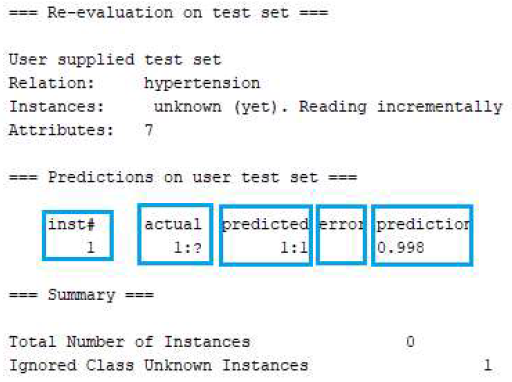 === Re-evaluation on test set ===
User supplied test set
Relation: hypertension
Instances: unknown (yet). Reading incrementally
Attributes: 7
=== Predictions on user test set ===
inst# actual predicted error prediction
1 1:? 1:1 0.998
=== Summary ===
Total Number of Instances 0
Ignored Class Unknown Instances 1